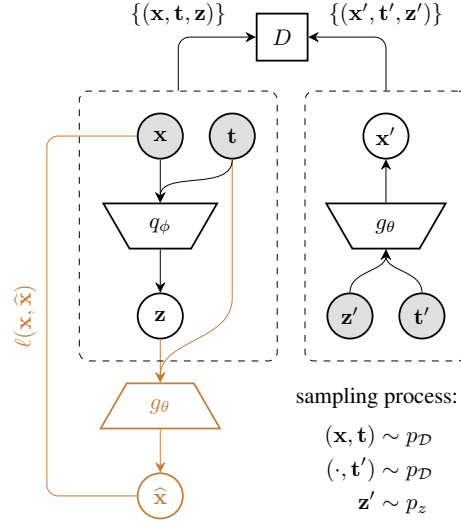 {(x, t, z)}
D
{(x′, t′, z′)}
x
t
x′
q_ϕ
g_θ
z
z′
t′
ℓ(x, x̂)
g_θ
x̂
sampling process:
(x, t) ∼ p_𝒟
(·, t′) ∼ p_𝒟
z′ ∼ p_z